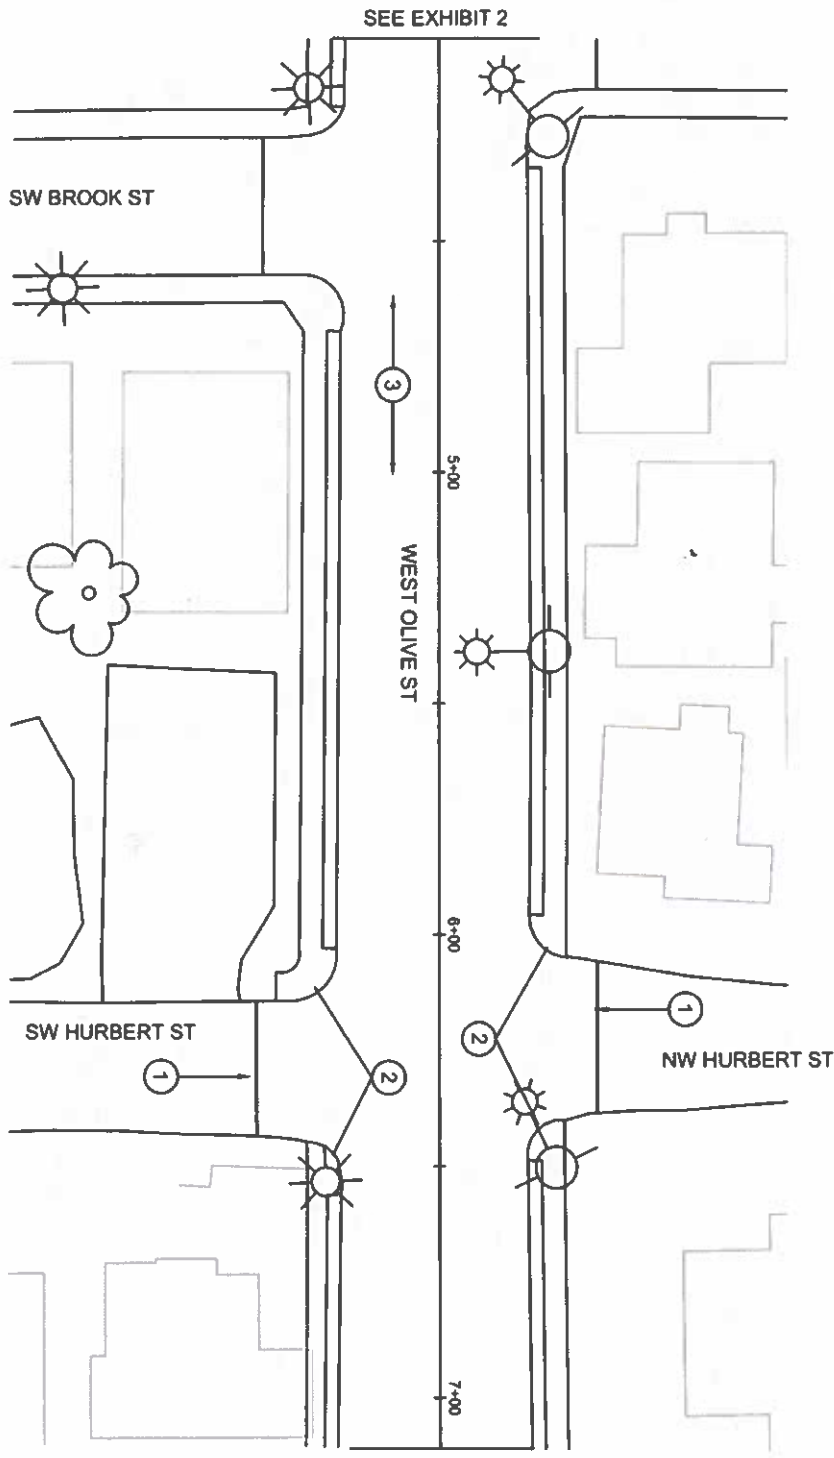 SEE EXHIBIT 2
SW BROOK ST
3
5+00
WEST OLIVE ST
6+00
SW HURBERT ST
1
2
2
1
NW HURBERT ST
7+00